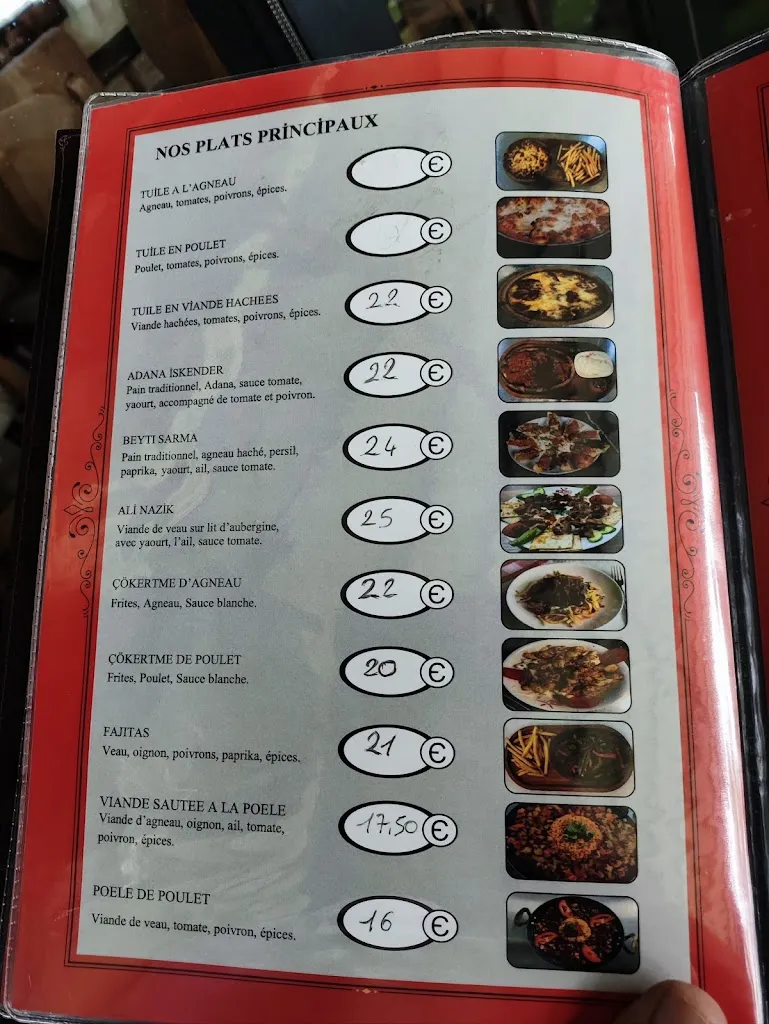 NOS PLATS PRİNCİPAUX
TUİLE A L'AGNEAU
Agneau, tomates, poivrons, épices.
€
TUİLE EN POULET
Poulet, tomates, poivrons, épices.
€
TUILE EN VİANDE HACHEES
Viande hachées, tomates, poivrons, épices.
22 €
ADANA İSKENDER
Pain traditionnel, Adana, sauce tomate,
yaourt, accompagné de tomate et poivron.
22 €
BEYTI SARMA
Pain traditionnel, agneau haché, persil,
paprika, yaourt, ail, sauce tomate.
24 €
ALİ NAZİK
Viande de veau sur lit d'aubergine,
avec yaourt, l'ail, sauce tomate.
25 €
ÇÖKERTME D'AGNEAU
Frites, Agneau, Sauce blanche.
22 €
ÇÖKERTME DE POULET
Frites, Poulet, Sauce blanche.
20 €
FAJITAS
Veau, oignon, poivrons, paprika, épices.
21 €
VIANDE SAUTEE A LA POELE
Viande d'agneau, oignon, ail, tomate,
poivron, épices.
17,50 €
POELE DE POULET
Viande de veau, tomate, poivron, épices.
16 €